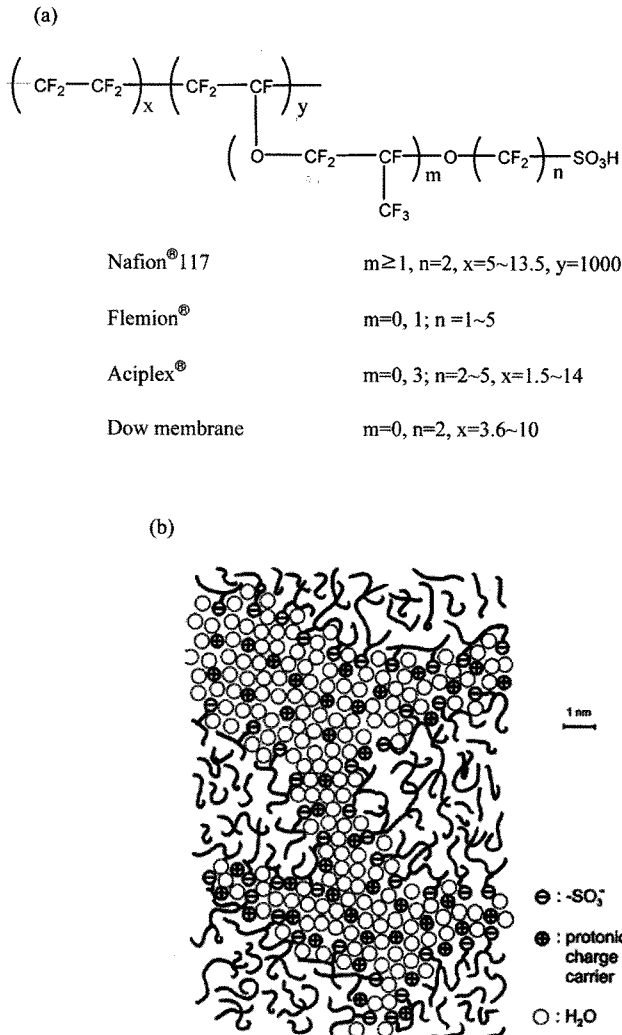 (a)
( CF2—CF2 )x ( CF2—CF )y
( O—CF2—CF )m O—( CF2 )n SO3H
CF3
Nafion®117 m≥1, n=2, x=5~13.5, y=1000
Flemion® m=0, 1; n =1~5
Aciplex® m=0, 3; n=2~5, x=1.5~14
Dow membrane m=0, n=2, x=3.6~10
(b)
1 nm
⊖ : -SO3-
⊕ : protonic
charge
carrier
○ : H2O